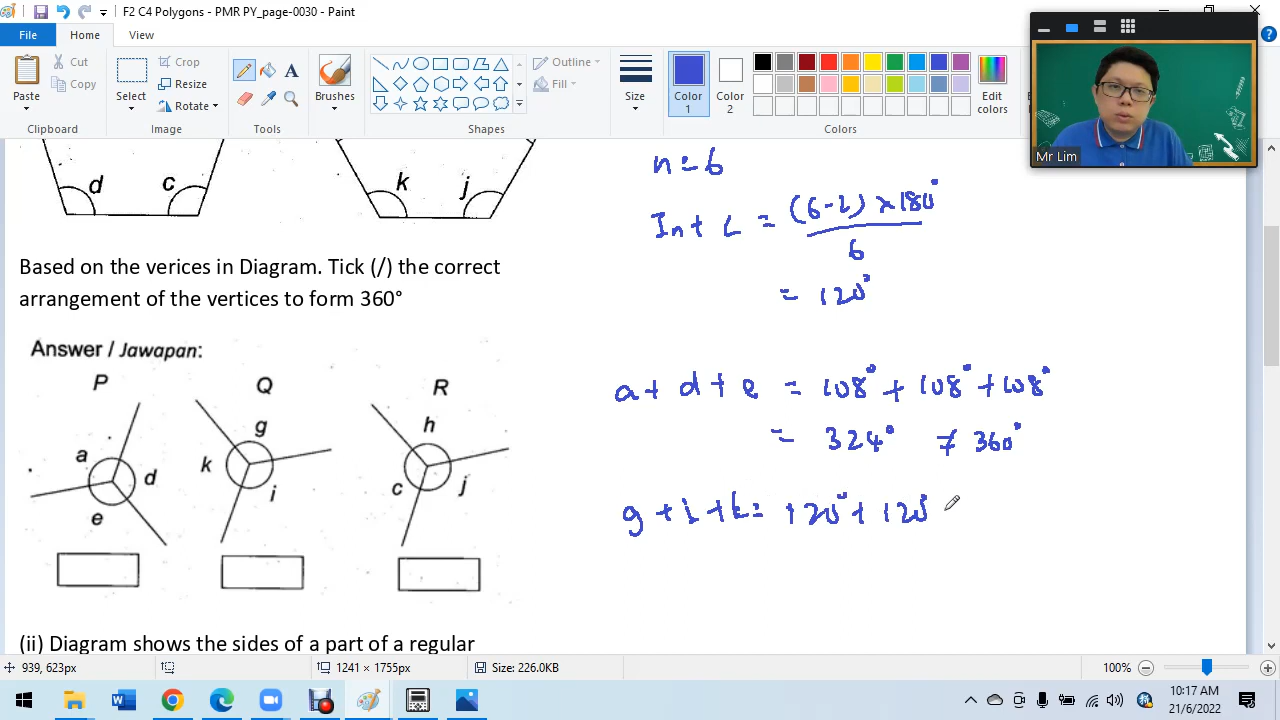 F2 C4 Polygons - PMR PY_page-0030 - Paint
File Home View
Paste
Cut
Copy
Clipboard
Select
Crop
Resize
Rotate
Image
Tools
Brushes
Shapes
Outline
Fill
Size
Color 1
Color 2
Edit colors
Colors
Mr Lim
d c k j
n = 6
Int ∠ = (6-2) × 180°
6
= 120°
Based on the verices in Diagram. Tick (/) the correct
arrangement of the vertices to form 360°
Answer / Jawapan:
P Q R
a d e
g k i
h c j
a + d + e = 108° + 108° + 108°
= 324° ≠ 360°
g + i + k = 120° + 120°
(ii) Diagram shows the sides of a part of a regular
939, 623px
1241 × 1755px
Size: 226.0KB
100%
10:17 AM
21/6/2022